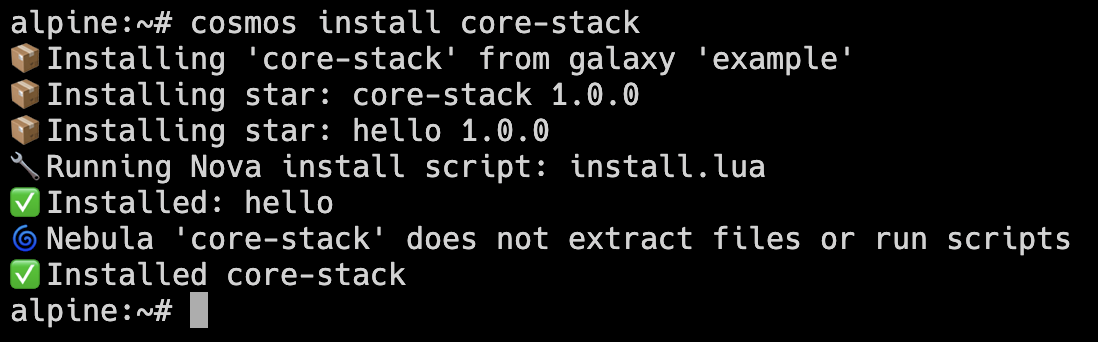 alpine:~# cosmos install core-stack
📦 Installing 'core-stack' from galaxy 'example'
📦 Installing star: core-stack 1.0.0
📦 Installing star: hello 1.0.0
🔧 Running Nova install script: install.lua
✅ Installed: hello
🌀 Nebula 'core-stack' does not extract files or run scripts
✅ Installed core-stack
alpine:~#